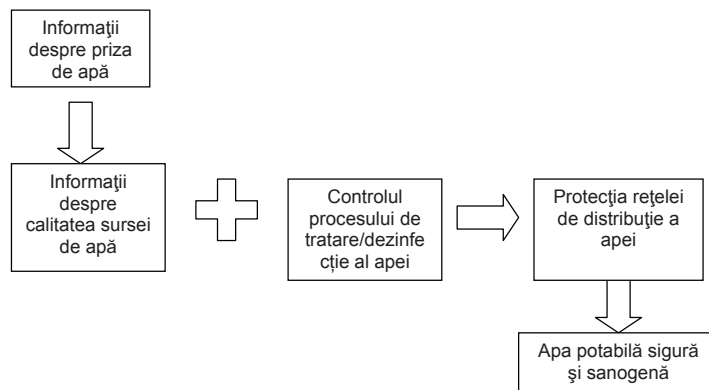 Informaţii
despre priza
de apă
Informaţii
despre
calitatea sursei
de apă
Controlul
procesului de
tratare/dezinfe
cție al apei
Protecţia reţelei
de distribuţie a
apei
Apa potabilă sigură
şi sanogenă